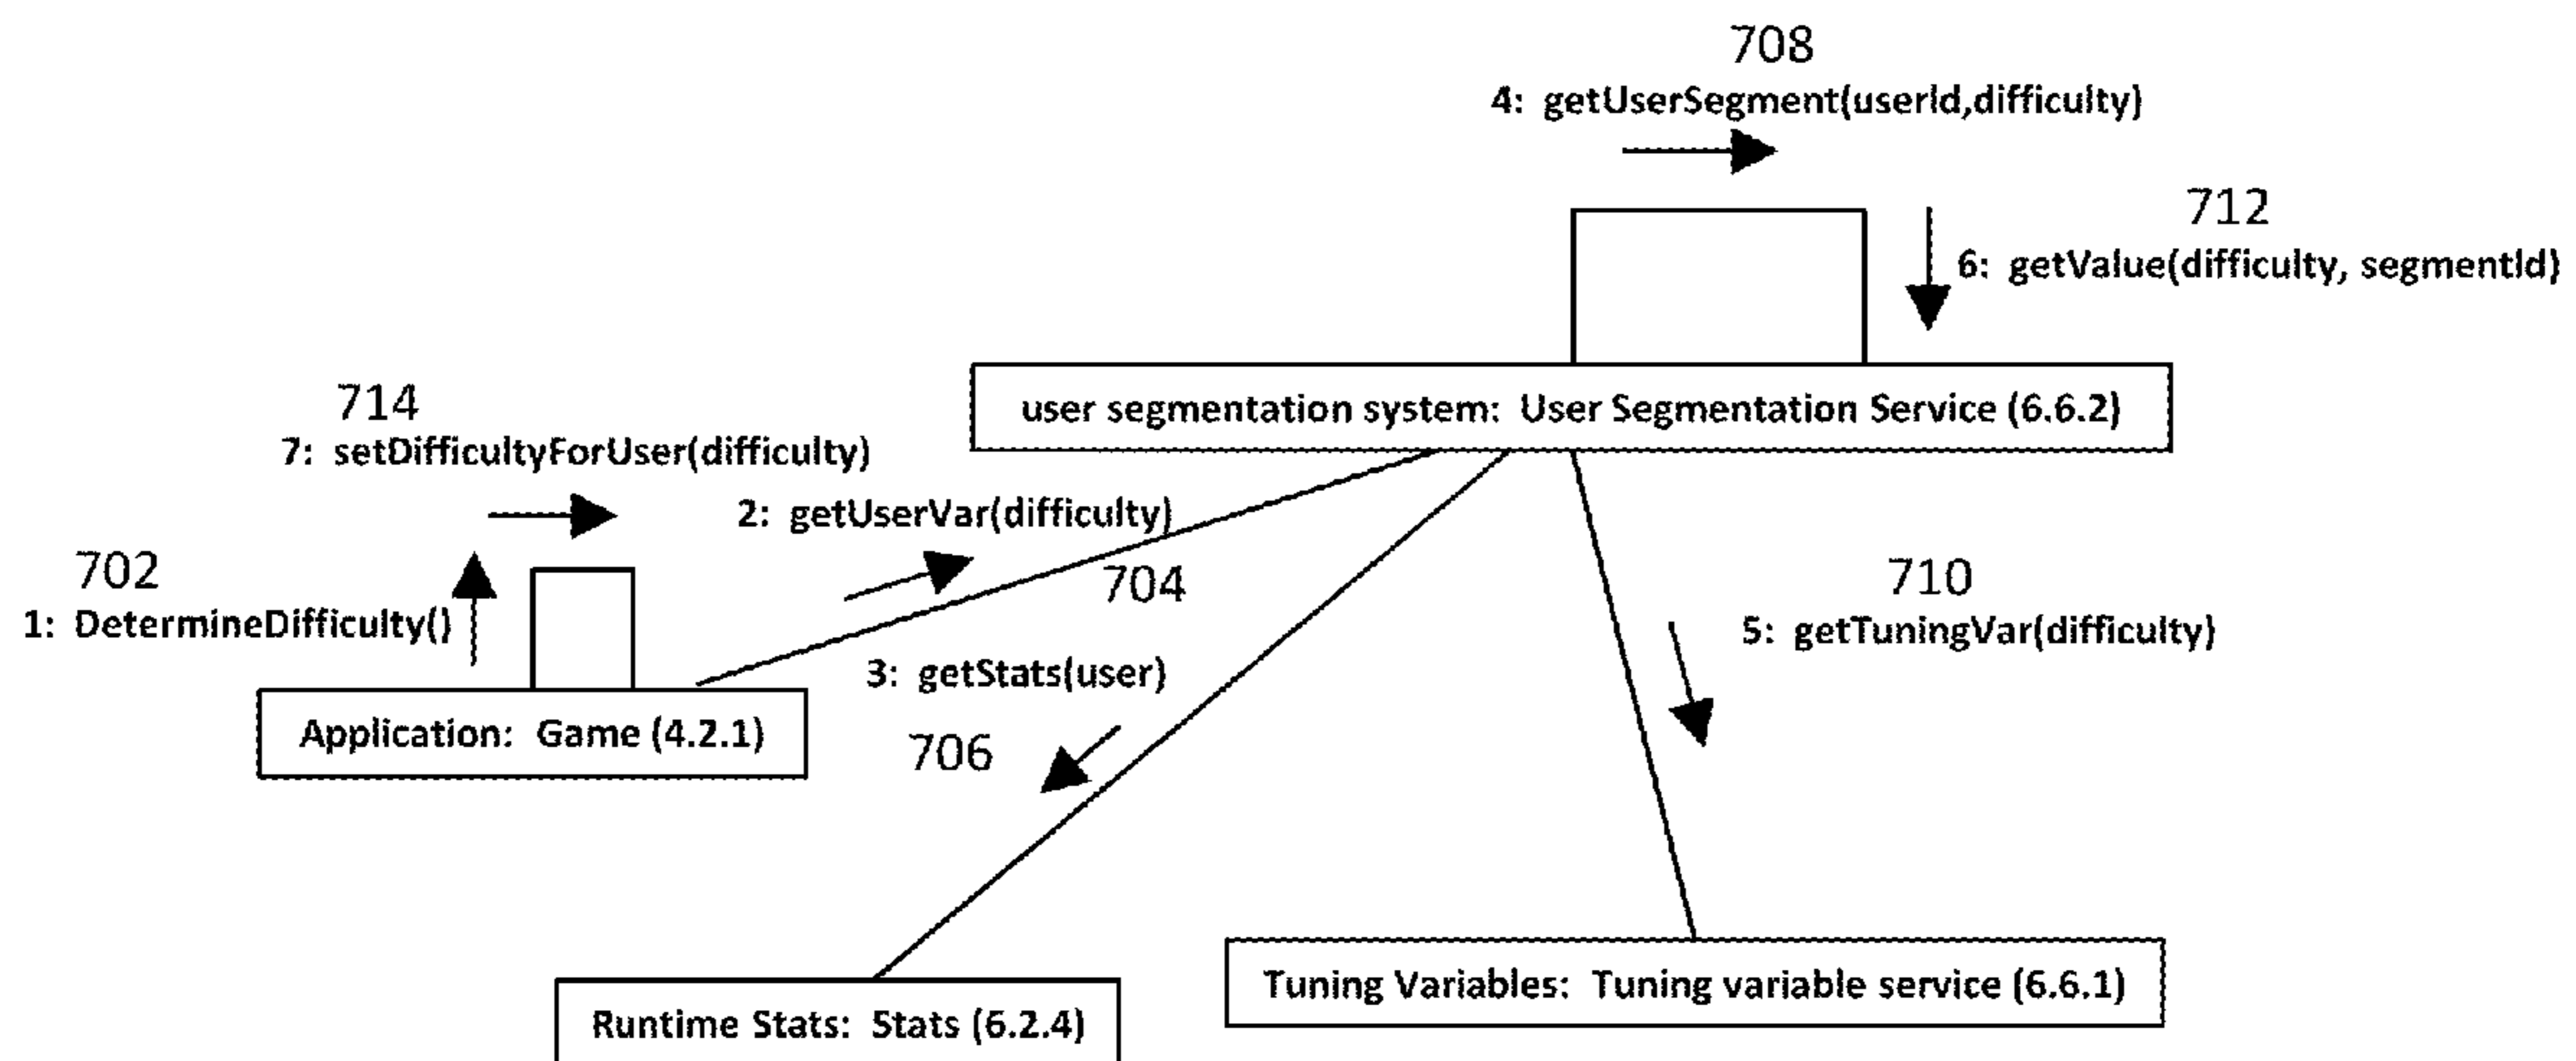 708
4: getUserSegment(userId,difficulty)
712
6: getValue(difficulty, segmentId)
user segmentation system: User Segmentation Service (6.6.2)
714
7: setDifficultyForUser(difficulty)
2: getUserVar(difficulty)
702
704
710
1: DetermineDifficulty()
5: getTuningVar(difficulty)
3: getStats(user)
Application: Game (4.2.1)
706
Tuning Variables: Tuning variable service (6.6.1)
Runtime Stats: Stats (6.2.4)